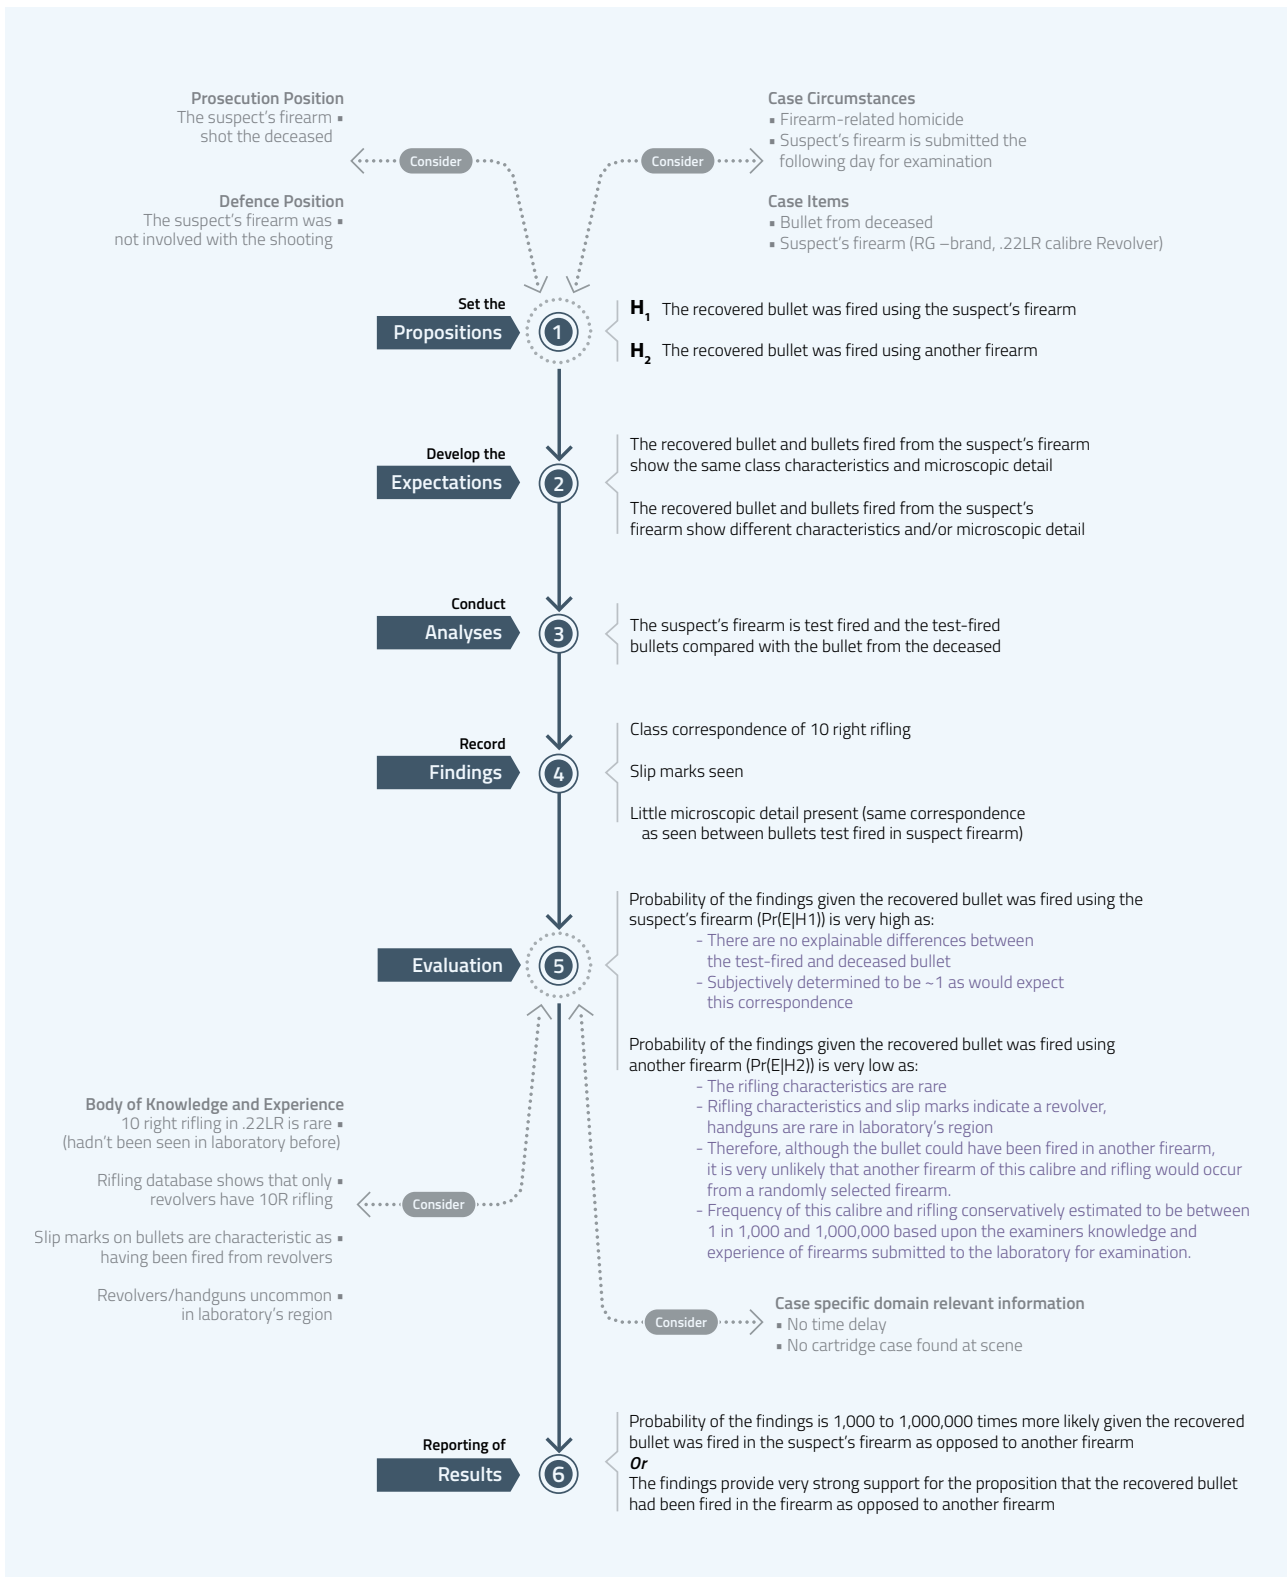 Prosecution Position
The suspect's firearm ▪
shot the deceased
Consider
Defence Position
The suspect's firearm was ▪
not involved with the shooting
Case Circumstances
▪ Firearm-related homicide
▪ Suspect's firearm is submitted the
following day for examination
Consider
Case Items
▪ Bullet from deceased
▪ Suspect's firearm (RG –brand, .22LR calibre Revolver)
Set the
Propositions
1
H1 The recovered bullet was fired using the suspect's firearm
H2 The recovered bullet was fired using another firearm
Develop the
Expectations
2
The recovered bullet and bullets fired from the suspect's firearm
show the same class characteristics and microscopic detail
The recovered bullet and bullets fired from the suspect's
firearm show different characteristics and/or microscopic detail
Conduct
Analyses
3
The suspect's firearm is test fired and the test-fired
bullets compared with the bullet from the deceased
Record
Findings
4
Class correspondence of 10 right rifling
Slip marks seen
Little microscopic detail present (same correspondence
as seen between bullets test fired in suspect firearm)
Evaluation
5
Probability of the findings given the recovered bullet was fired using the
suspect's firearm (Pr(E|H1)) is very high as:
- There are no explainable differences between
the test-fired and deceased bullet
- Subjectively determined to be ~1 as would expect
this correspondence
Probability of the findings given the recovered bullet was fired using
another firearm (Pr(E|H2)) is very low as:
- The rifling characteristics are rare
- Rifling characteristics and slip marks indicate a revolver,
handguns are rare in laboratory's region
- Therefore, although the bullet could have been fired in another firearm,
it is very unlikely that another firearm of this calibre and rifling would occur
from a randomly selected firearm.
- Frequency of this calibre and rifling conservatively estimated to be between
1 in 1,000 and 1,000,000 based upon the examiners knowledge and
experience of firearms submitted to the laboratory for examination.
Body of Knowledge and Experience
10 right rifling in .22LR is rare ▪
(hadn't been seen in laboratory before)
Rifling database shows that only ▪
revolvers have 10R rifling
Consider
Slip marks on bullets are characteristic as ▪
having been fired from revolvers
Revolvers/handguns uncommon ▪
in laboratory's region
Consider
Case specific domain relevant information
▪ No time delay
▪ No cartridge case found at scene
Reporting of
Results
6
Probability of the findings is 1,000 to 1,000,000 times more likely given the recovered
bullet was fired in the suspect's firearm as opposed to another firearm
Or
The findings provide very strong support for the proposition that the recovered bullet
had been fired in the firearm as opposed to another firearm